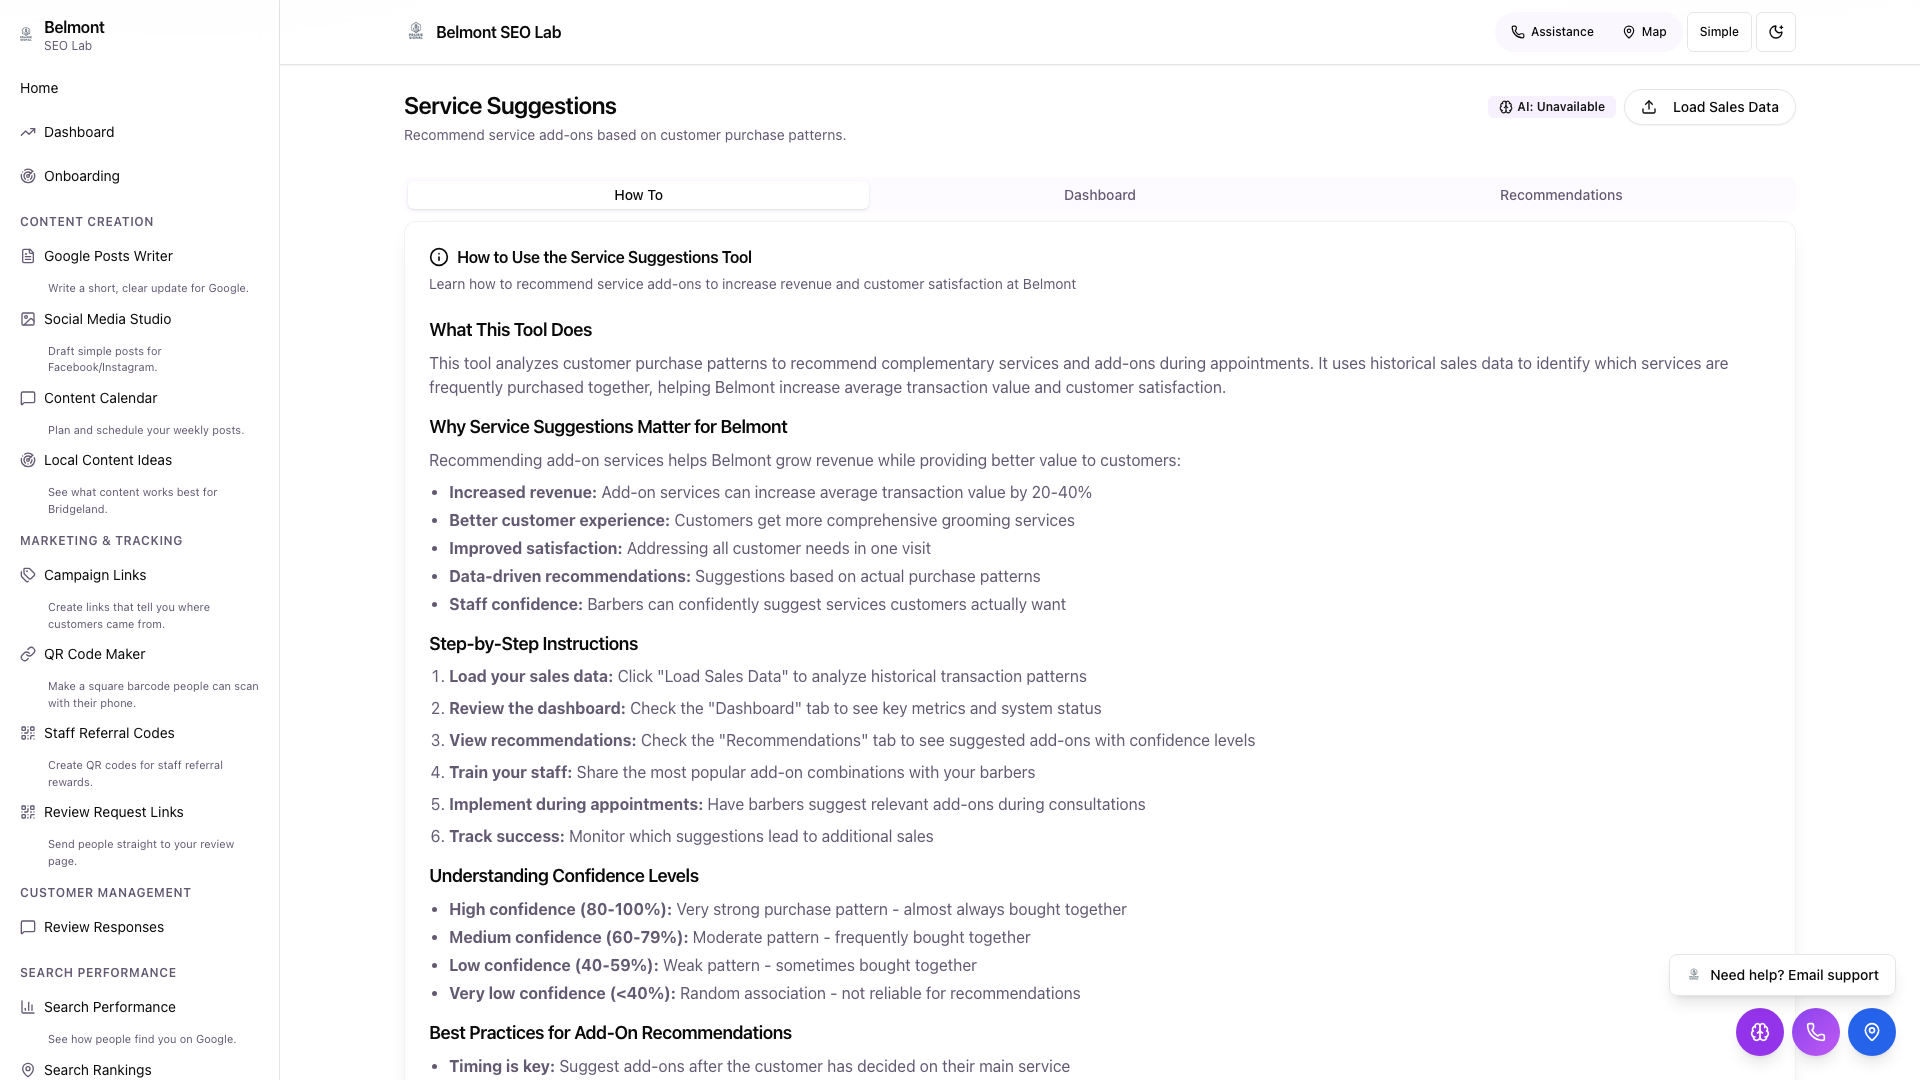 Belmont
SEO Lab
Home
Dashboard
Onboarding
CONTENT CREATION
Google Posts Writer
Write a short, clear update for Google.
Social Media Studio
Draft simple posts for
Facebook/Instagram.
Content Calendar
Plan and schedule your weekly posts.
Local Content Ideas
See what content works best for
Bridgeland.
MARKETING & TRACKING
Campaign Links
Create links that tell you where
customers came from.
QR Code Maker
Make a square barcode people can scan
with their phone.
Staff Referral Codes
Create QR codes for staff referral
rewards.
Review Request Links
Send people straight to your review
page.
CUSTOMER MANAGEMENT
Review Responses
SEARCH PERFORMANCE
Search Performance
See how people find you on Google.
Search Rankings
Belmont SEO Lab
Assistance
Map
Simple
Service Suggestions
Recommend service add-ons based on customer purchase patterns.
AI: Unavailable
Load Sales Data
How To
Dashboard
Recommendations
How to Use the Service Suggestions Tool
Learn how to recommend service add-ons to increase revenue and customer satisfaction at Belmont
What This Tool Does
This tool analyzes customer purchase patterns to recommend complementary services and add-ons during appointments. It uses historical sales data to identify which services are
frequently purchased together, helping Belmont increase average transaction value and customer satisfaction.
Why Service Suggestions Matter for Belmont
Recommending add-on services helps Belmont grow revenue while providing better value to customers:
• Increased revenue: Add-on services can increase average transaction value by 20-40%
• Better customer experience: Customers get more comprehensive grooming services
• Improved satisfaction: Addressing all customer needs in one visit
• Data-driven recommendations: Suggestions based on actual purchase patterns
• Staff confidence: Barbers can confidently suggest services customers actually want
Step-by-Step Instructions
1. Load your sales data: Click "Load Sales Data" to analyze historical transaction patterns
2. Review the dashboard: Check the "Dashboard" tab to see key metrics and system status
3. View recommendations: Check the "Recommendations" tab to see suggested add-ons with confidence levels
4. Train your staff: Share the most popular add-on combinations with your barbers
5. Implement during appointments: Have barbers suggest relevant add-ons during consultations
6. Track success: Monitor which suggestions lead to additional sales
Understanding Confidence Levels
• High confidence (80-100%): Very strong purchase pattern - almost always bought together
• Medium confidence (60-79%): Moderate pattern - frequently bought together
• Low confidence (40-59%): Weak pattern - sometimes bought together
• Very low confidence (<40%): Random association - not reliable for recommendations
Best Practices for Add-On Recommendations
• Timing is key: Suggest add-ons after the customer has decided on their main service
Need help? Email support